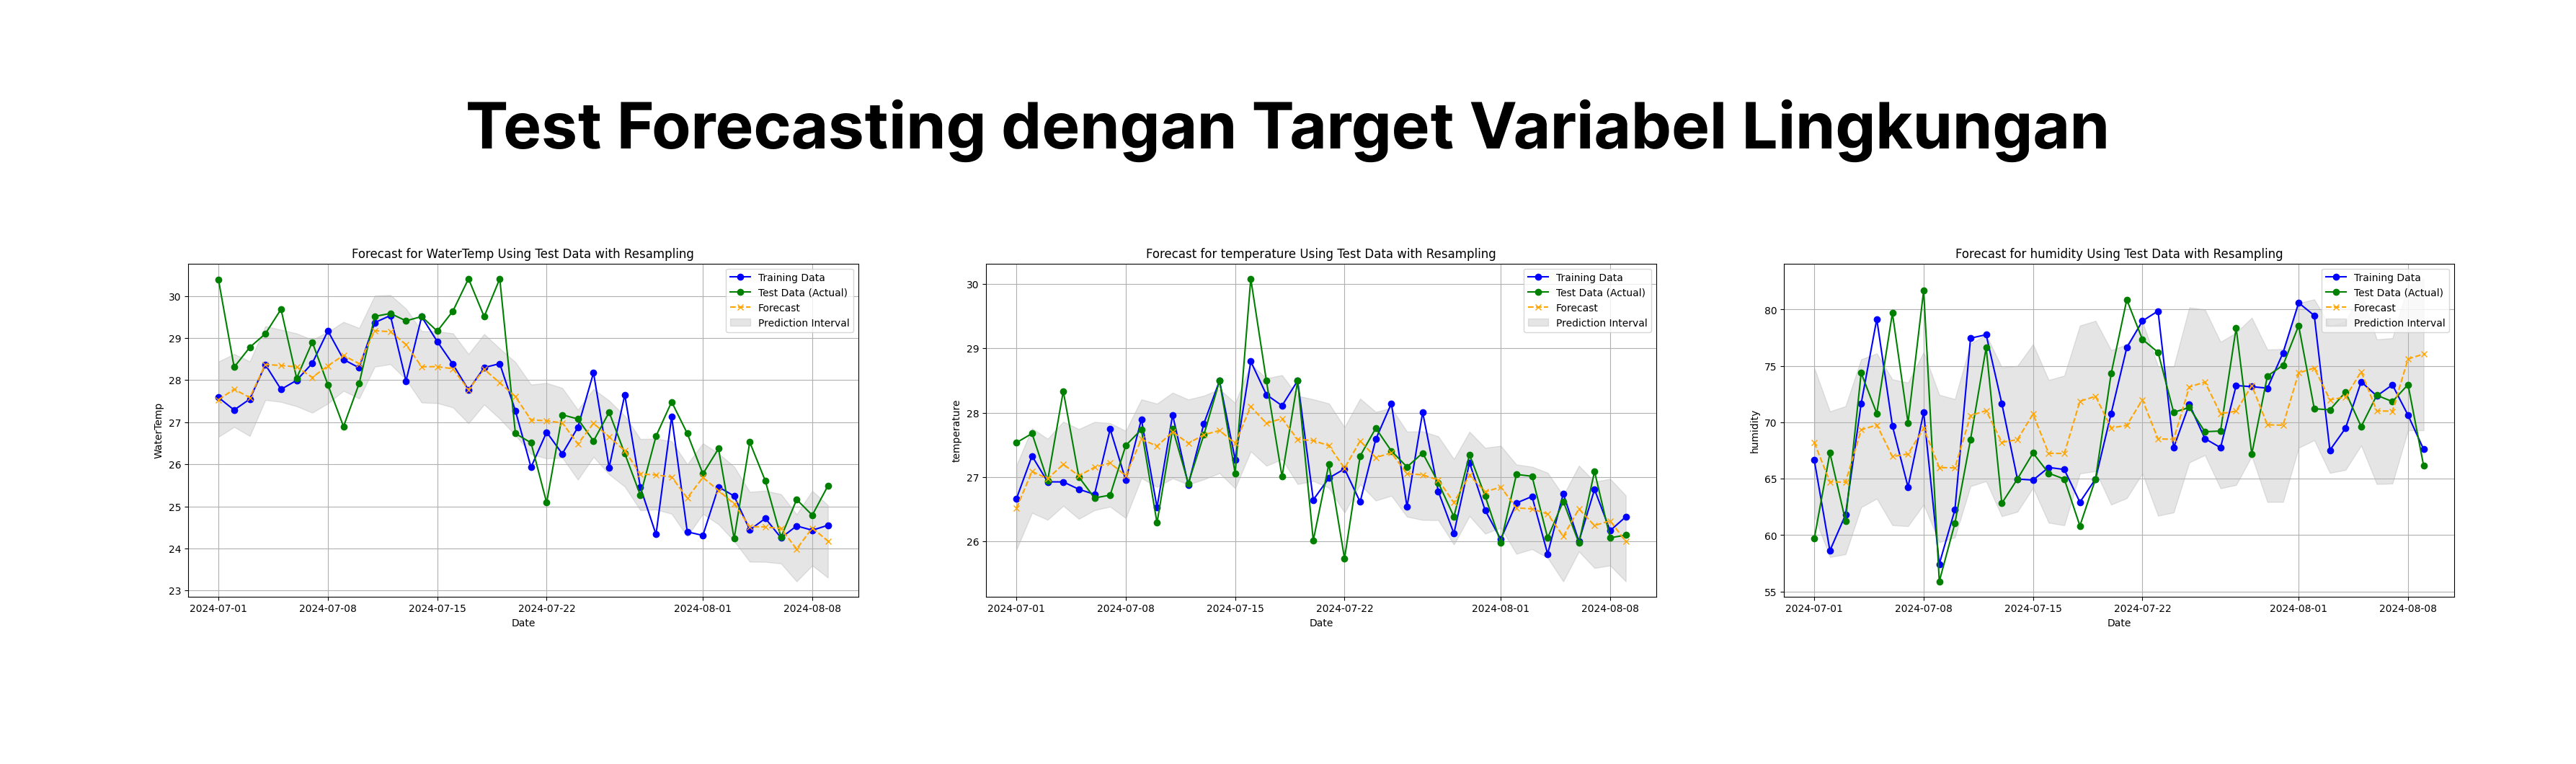 Test Forecasting dengan Target Variabel Lingkungan
Forecast for WaterTemp Using Test Data with Resampling
Training Data
Test Data (Actual)
Forecast
Prediction Interval
30
29
28
27
26
25
24
23
WaterTemp
2024-07-01 2024-07-08 2024-07-15 2024-07-22 2024-08-01 2024-08-08
Date
Forecast for temperature Using Test Data with Resampling
Training Data
Test Data (Actual)
Forecast
Prediction Interval
30
29
28
27
26
temperature
2024-07-01 2024-07-08 2024-07-15 2024-07-22 2024-08-01 2024-08-08
Date
Forecast for humidity Using Test Data with Resampling
Training Data
Test Data (Actual)
Forecast
Prediction Interval
80
75
70
65
60
55
humidity
2024-07-01 2024-07-08 2024-07-15 2024-07-22 2024-08-01 2024-08-08
Date